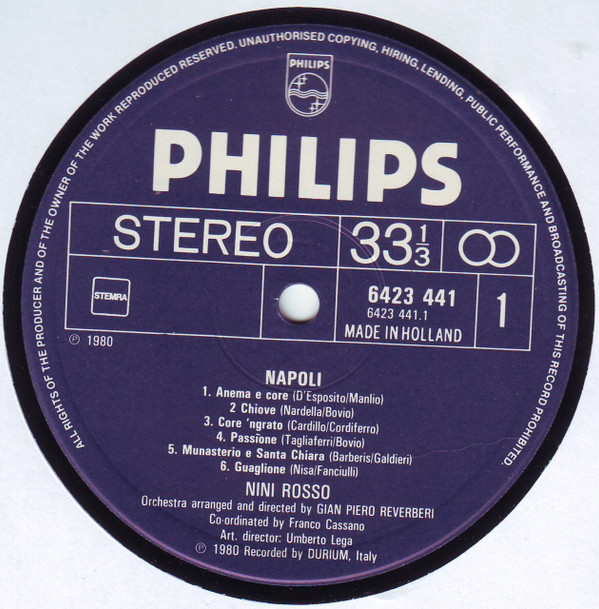 ALL RIGHTS OF THE PRODUCER AND OF THE OWNER OF THE WORK REPRODUCED RESERVED. UNAUTHORISED COPYING, HIRING, LENDING, PUBLIC PERFORMANCE AND BROADCASTING OF THIS RECORD PROHIBITED.
PHILIPS
PHILIPS
STEREO 33 1/3
STEMRA
6423 441
6423 441.1
MADE IN HOLLAND
1
℗ 1980
NAPOLI
1. Anema e core (D'Esposito/Manlio)
2 Chiove (Nardella/Bovio)
3. Core 'ngrato (Cardillo/Cordiferro)
4. Passione (Tagliaferri/Bovio)
5. Munasterio e Santa Chiara (Barberis/Galdieri)
6. Guaglione (Nisa/Fanciulli)
NINI ROSSO
Orchestra arranged and directed by GIAN PIERO REVERBERI
Co-ordinated by Franco Cassano
Art. director: Umberto Lega
℗ 1980 Recorded by DURIUM, Italy